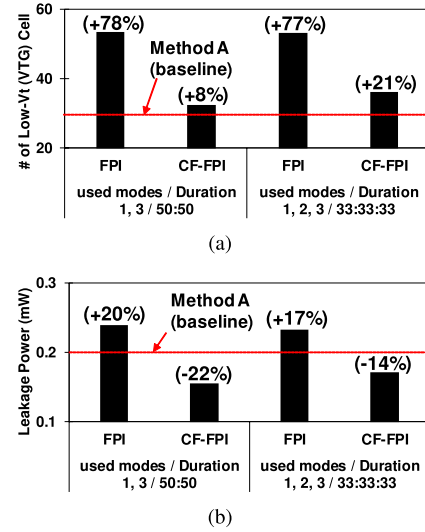 60
(+78%)
(+77%)
Method A
(baseline)
40
(+21%)
(+8%)
20
# of Low-Vt (VTG) Cell
FPI CF-FPI FPI CF-FPI
used modes / Duration used modes / Duration
1, 3 / 50:50 1, 2, 3 / 33:33:33
(a)
0.3
(+20%)
Method A
(baseline)
(+17%)
0.2
(-22%)
(-14%)
0.1
Leakage Power (mW)
FPI CF-FPI FPI CF-FPI
used modes / Duration used modes / Duration
1, 3 / 50:50 1, 2, 3 / 33:33:33
(b)